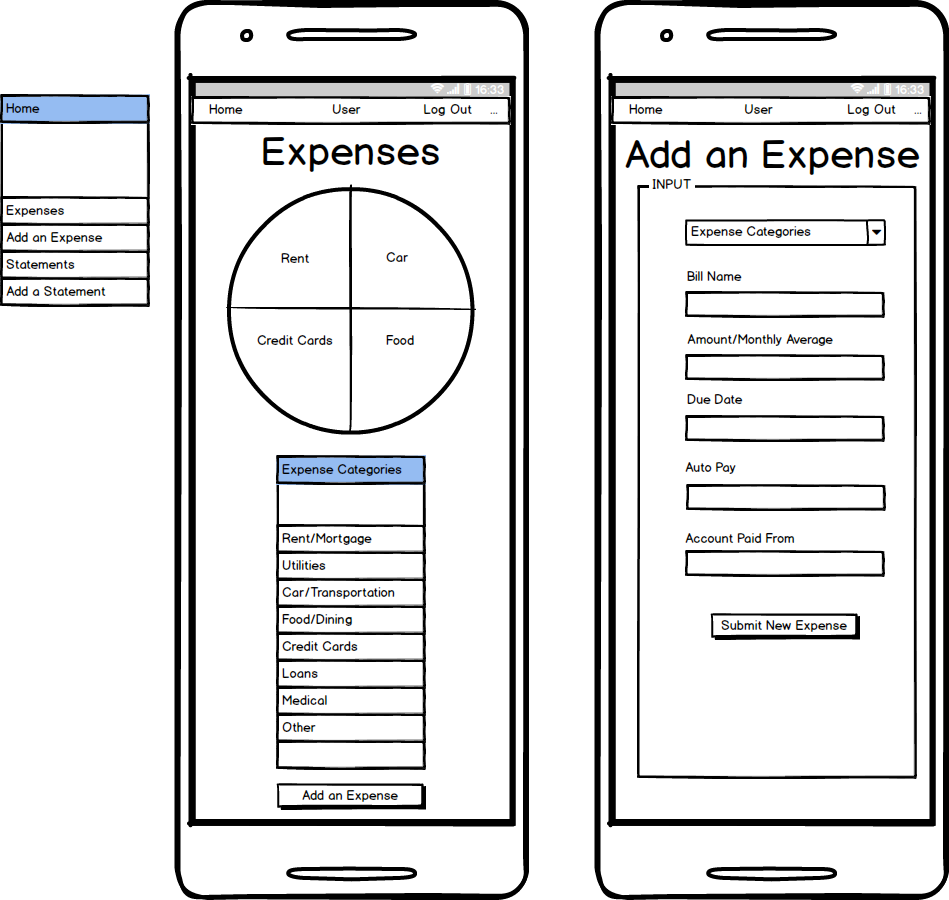 Home
Expenses
Add an Expense
Statements
Add a Statement
16:33
Home User Log Out ...
Expenses
Rent Car
Credit Cards Food
Expense Categories
Rent/Mortgage
Utilities
Car/Transportation
Food/Dining
Credit Cards
Loans
Medical
Other
Add an Expense
16:33
Home User Log Out ...
Add an Expense
INPUT
Expense Categories
Bill Name
Amount/Monthly Average
Due Date
Auto Pay
Account Paid From
Submit New Expense